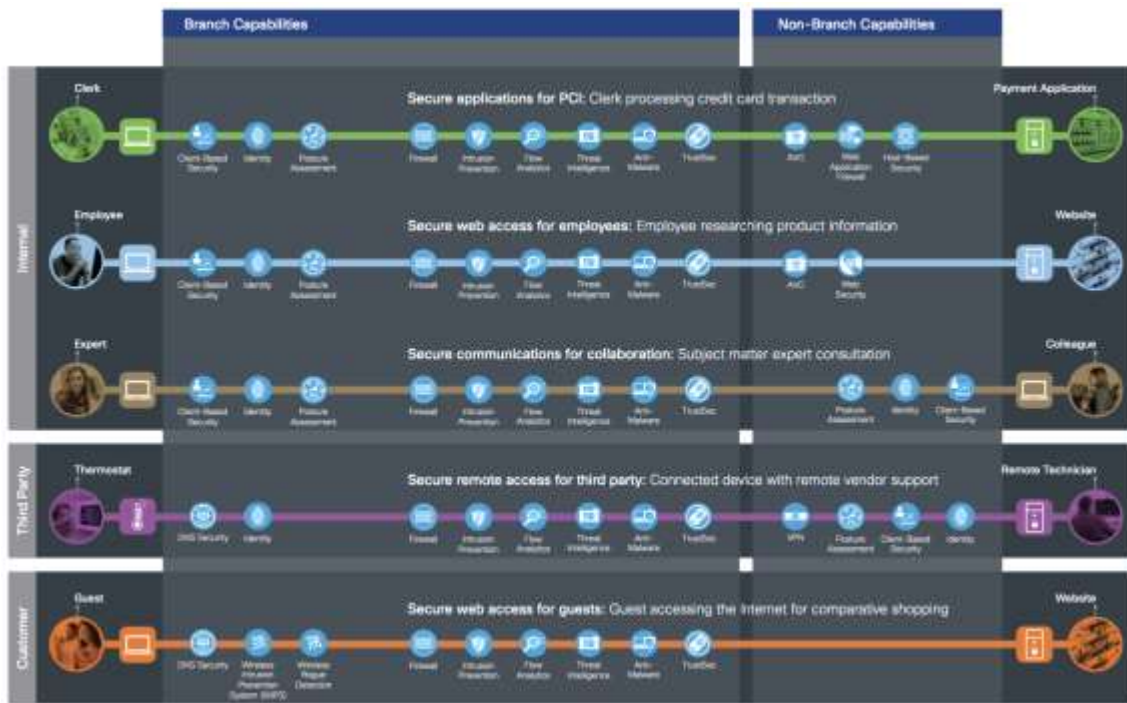 Branch Capabilities
Non-Branch Capabilities
Internal
Clerk
Secure applications for PCI: Clerk processing credit card transaction
Payment Application
Client-Based Security
Identity
Posture Assessment
Firewall
Intrusion Prevention
Flow Analytics
Threat Intelligence
Anti-Malware
TrustSec
AVC
Web Application Firewall
Host-Based Security
Employee
Secure web access for employees: Employee researching product information
Website
Client-Based Security
Identity
Posture Assessment
Firewall
Intrusion Prevention
Flow Analytics
Threat Intelligence
Anti-Malware
TrustSec
AVC
Web Security
Expert
Secure communications for collaboration: Subject matter expert consultation
Colleague
Client-Based Security
Identity
Posture Assessment
Firewall
Intrusion Prevention
Flow Analytics
Threat Intelligence
Anti-Malware
TrustSec
Posture Assessment
Identity
Client-Based Security
Third Party
Thermostat
Secure remote access for third party: Connected device with remote vendor support
Remote Technician
DNS Security
Identity
Firewall
Intrusion Prevention
Flow Analytics
Threat Intelligence
Anti-Malware
TrustSec
VPN
Posture Assessment
Client-Based Security
Identity
Customer
Guest
Secure web access for guests: Guest accessing the Internet for comparative shopping
Website
DNS Security
Wireless Intrusion Prevention System (WIPS)
Wireless Rogue Detection
Firewall
Intrusion Prevention
Flow Analytics
Threat Intelligence
Anti-Malware
TrustSec